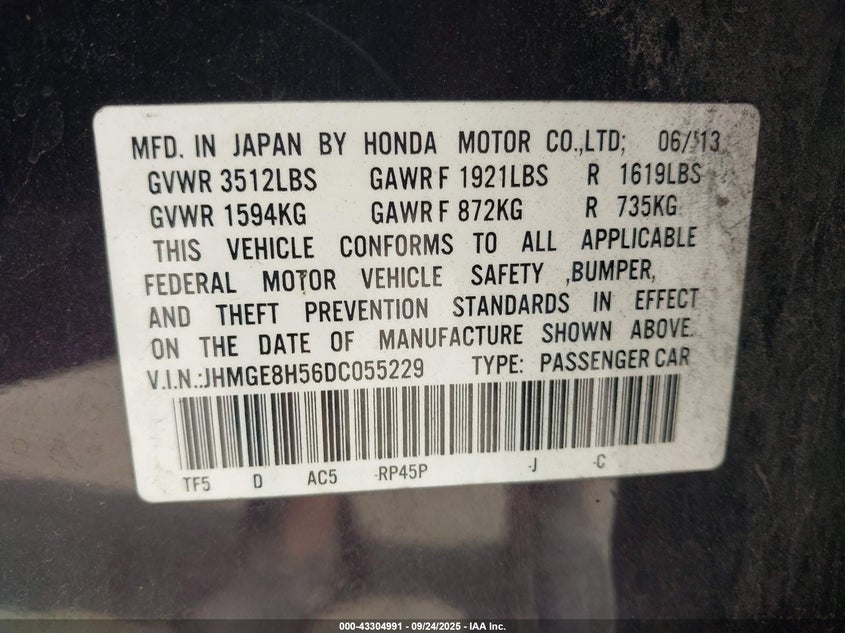 MFD. IN JAPAN BY HONDA MOTOR CO.,LTD; 06/13
GVWR 3512LBS GAWR F 1921LBS R 1619LBS
GVWR 1594KG GAWR F 872KG R 735KG
THIS VEHICLE CONFORMS TO ALL APPLICABLE
FEDERAL MOTOR VEHICLE SAFETY ,BUMPER,
AND THEFT PREVENTION STANDARDS IN EFFECT
ON THE DATE OF MANUFACTURE SHOWN ABOVE.
V.I.N.:JHMGE8H56DC055229 TYPE: PASSENGER CAR
TF5 D AC5 -RP45P -J -C
000-43304991 - 09/24/2025 - IAA Inc.